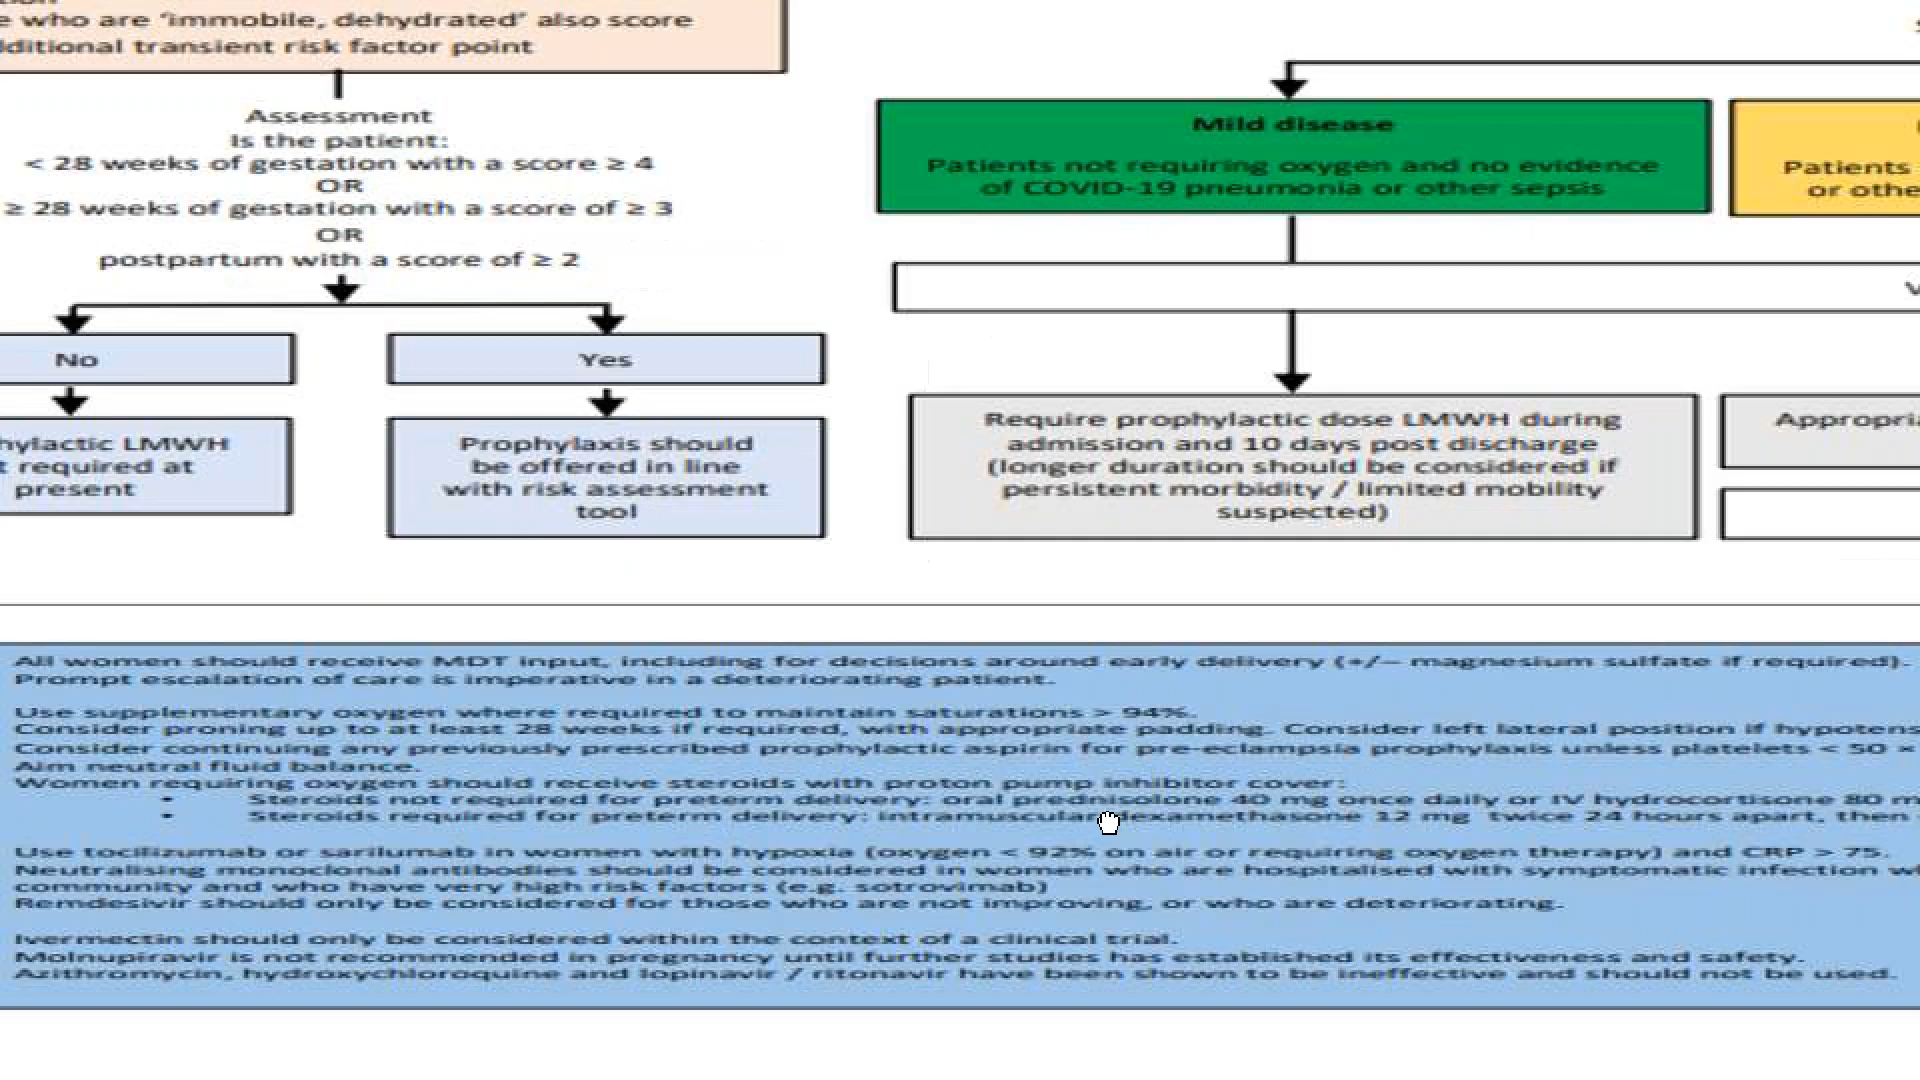 e who are ‘immobile, dehydrated’ also score
dditional transient risk factor point
Assessment
Is the patient:
< 28 weeks of gestation with a score ≥ 4
OR
≥ 28 weeks of gestation with a score of ≥ 3
OR
postpartum with a score of ≥ 2
No
Yes
hylactic LMWH
t required at
present
Prophylaxis should
be offered in line
with risk assessment
tool
Mild disease
Patients not requiring oxygen and no evidence
of COVID-19 pneumonia or other sepsis
Patients
or othe
Require prophylactic dose LMWH during
admission and 10 days post discharge
(longer duration should be considered if
persistent morbidity / limited mobility
suspected)
Appropria
All women should receive MDT input, including for decisions around early delivery (+/– magnesium sulfate if required).
Prompt escalation of care is imperative in a deteriorating patient.
Use supplementary oxygen where required to maintain saturations > 94%.
Consider proning up to at least 28 weeks if required, with appropriate padding. Consider left lateral position if hypotens
Consider continuing any previously prescribed prophylactic aspirin for pre-eclampsia prophylaxis unless platelets < 50 ×
Aim neutral fluid balance.
Women requiring oxygen should receive steroids with proton pump inhibitor cover:
• Steroids not required for preterm delivery: oral prednisolone 40 mg once daily or IV hydrocortisone 80 m
• Steroids required for preterm delivery: intramuscular dexamethasone 12 mg twice 24 hours apart, then
Use tocilizumab or sarilumab in women with hypoxia (oxygen < 92% on air or requiring oxygen therapy) and CRP > 75.
Neutralising monoclonal antibodies should be considered in women who are hospitalised with symptomatic infection wh
community and who have very high risk factors (e.g. sotrovimab)
Remdesivir should only be considered for those who are not improving, or who are deteriorating.
Ivermectin should only be considered within the context of a clinical trial.
Molnupiravir is not recommended in pregnancy until further studies has established its effectiveness and safety.
Azithromycin, hydroxychloroquine and lopinavir / ritonavir have been shown to be ineffective and should not be used.